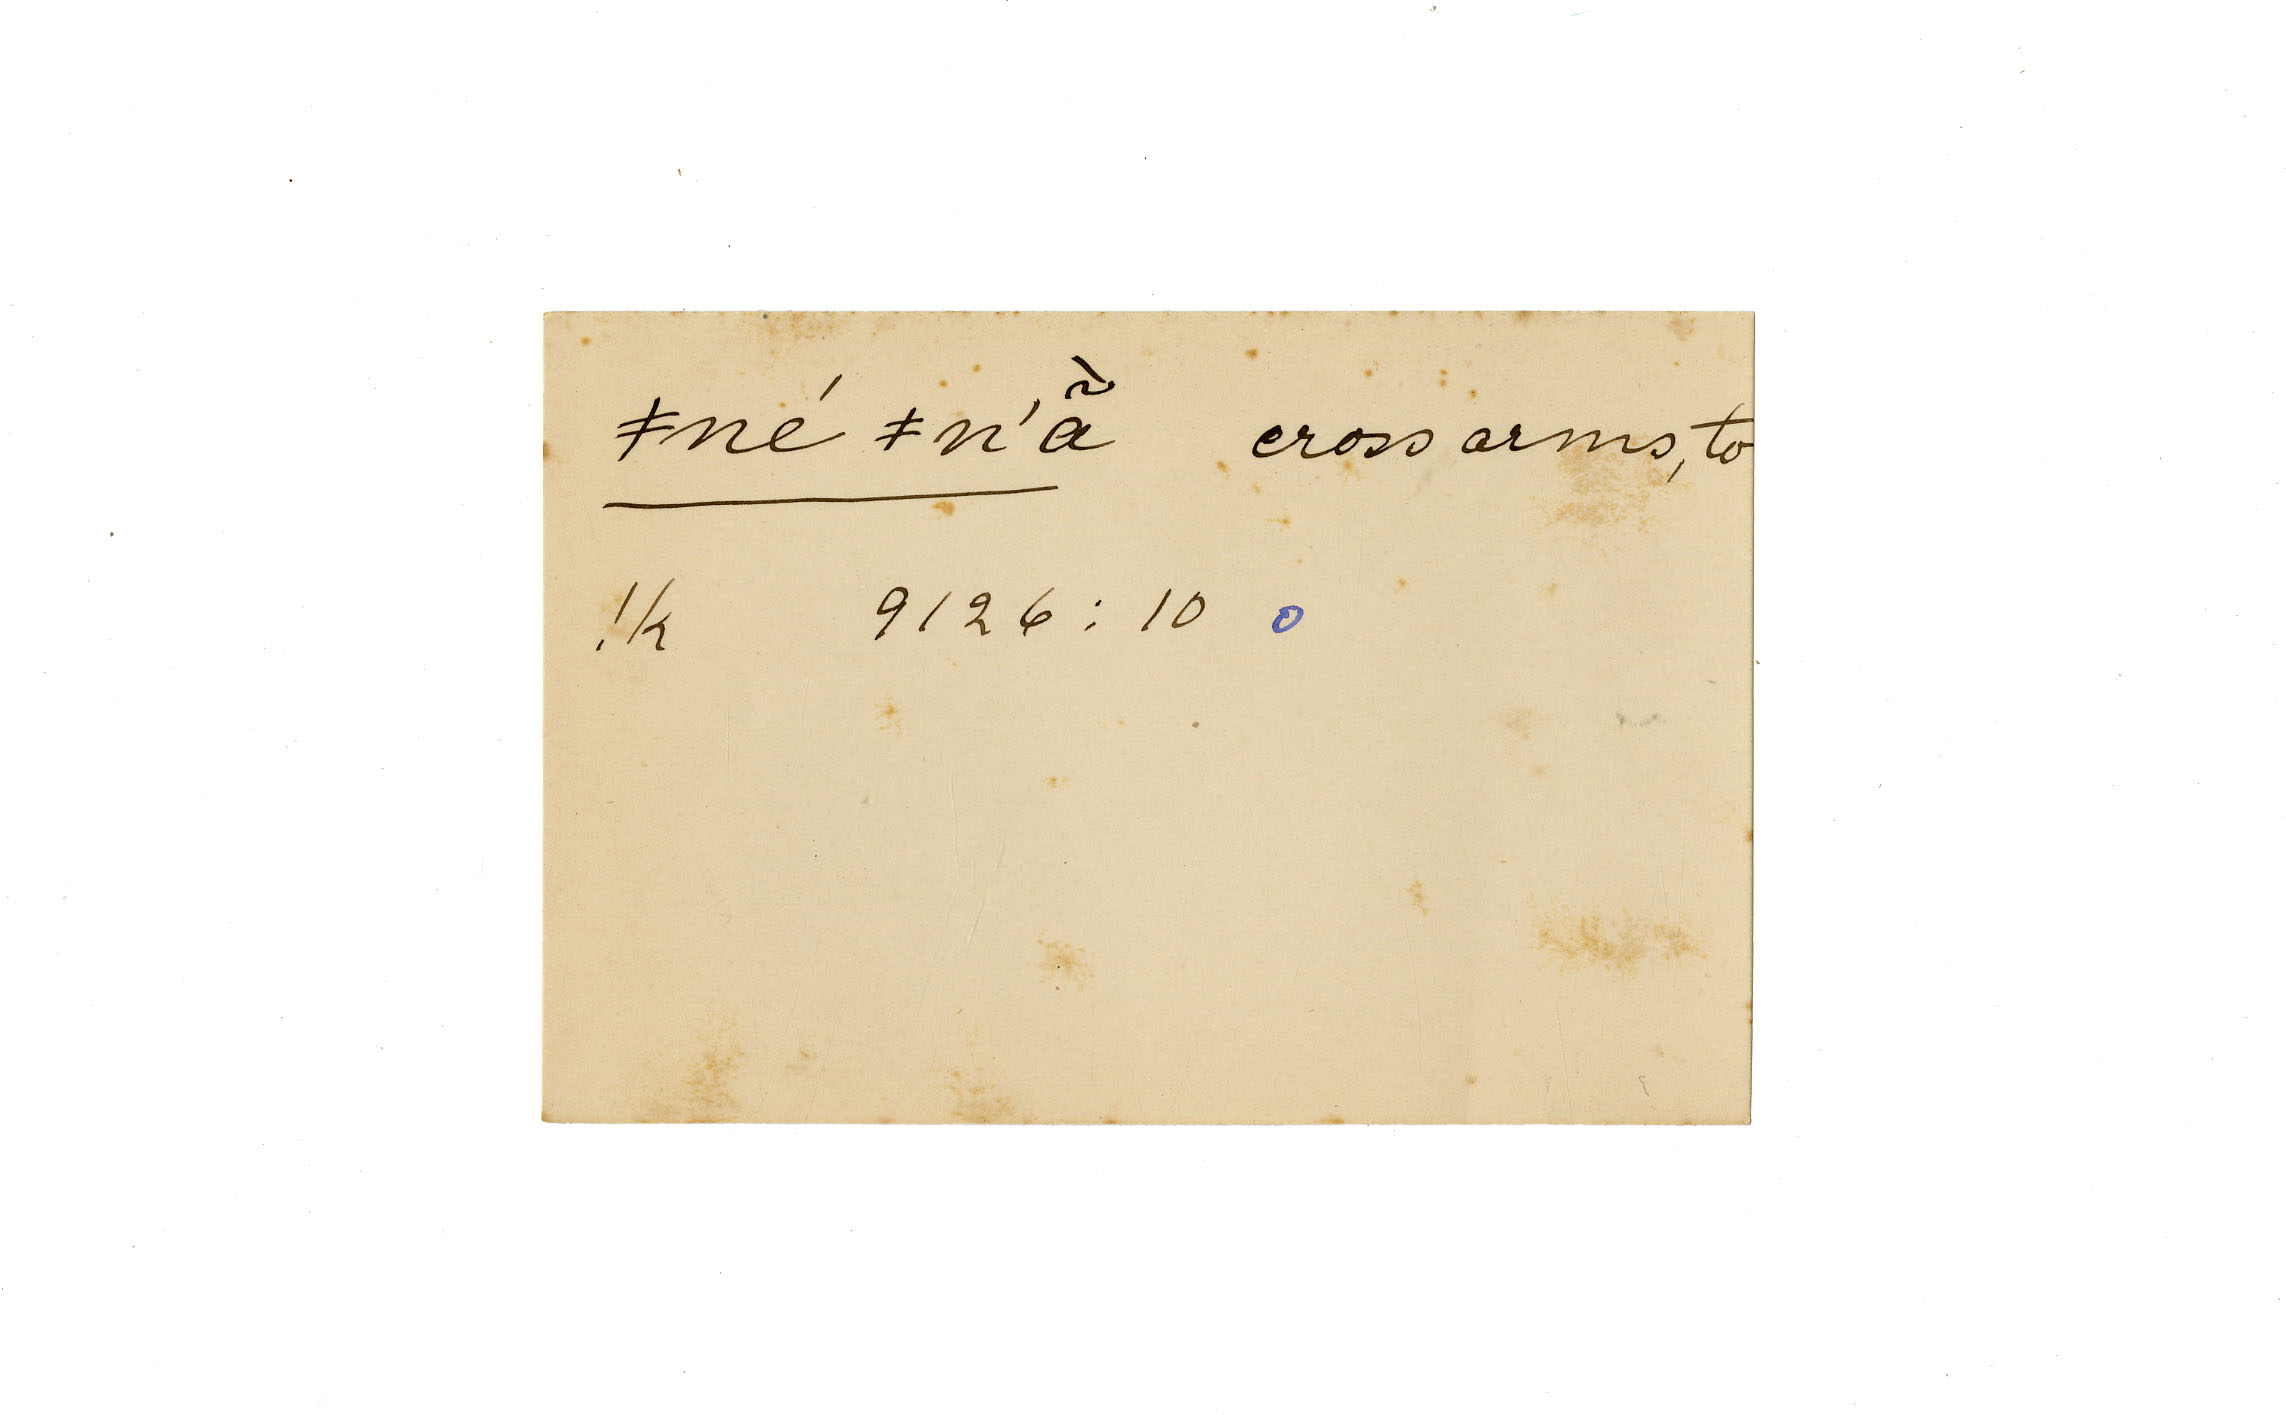 ǂné ǂn'ã cross arms, to
!k 9126:10 o